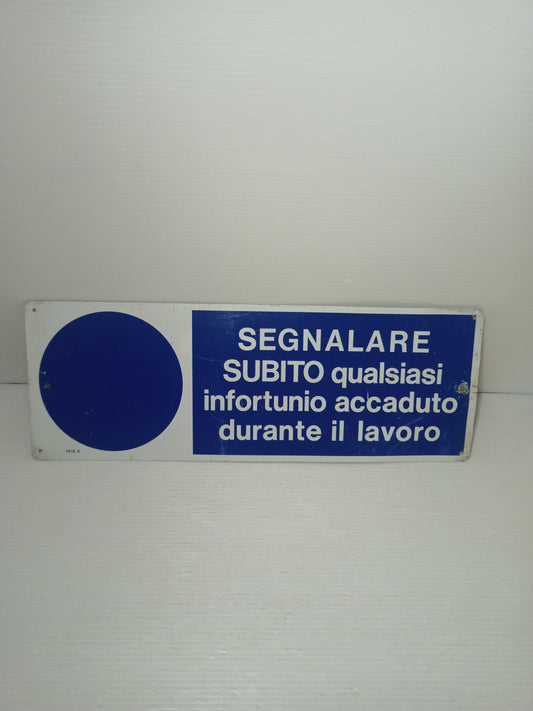 SEGNALARE
SUBITO qualsiasi
infortunio accaduto
durante il lavoro